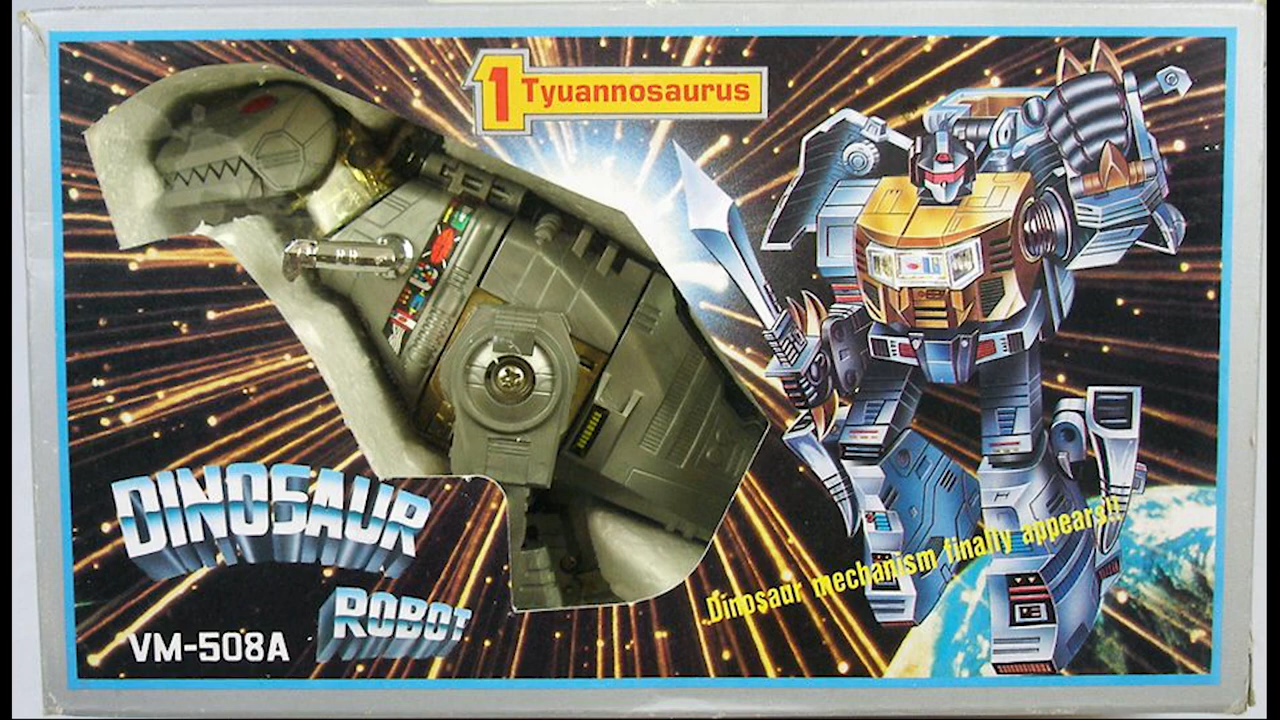 1 Tyuannosaurus
DINOSAUR
ROBOT
VM-508A
Dinosaur mechanism finally appears!!